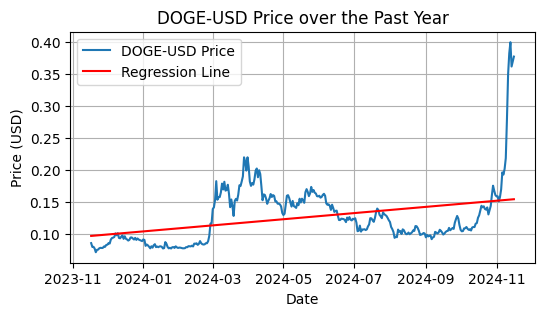 DOGE-USD Price over the Past Year
DOGE-USD Price
Regression Line
Price (USD)
0.40
0.35
0.30
0.25
0.20
0.15
0.10
2023-11 2024-01 2024-03 2024-05 2024-07 2024-09 2024-11
Date